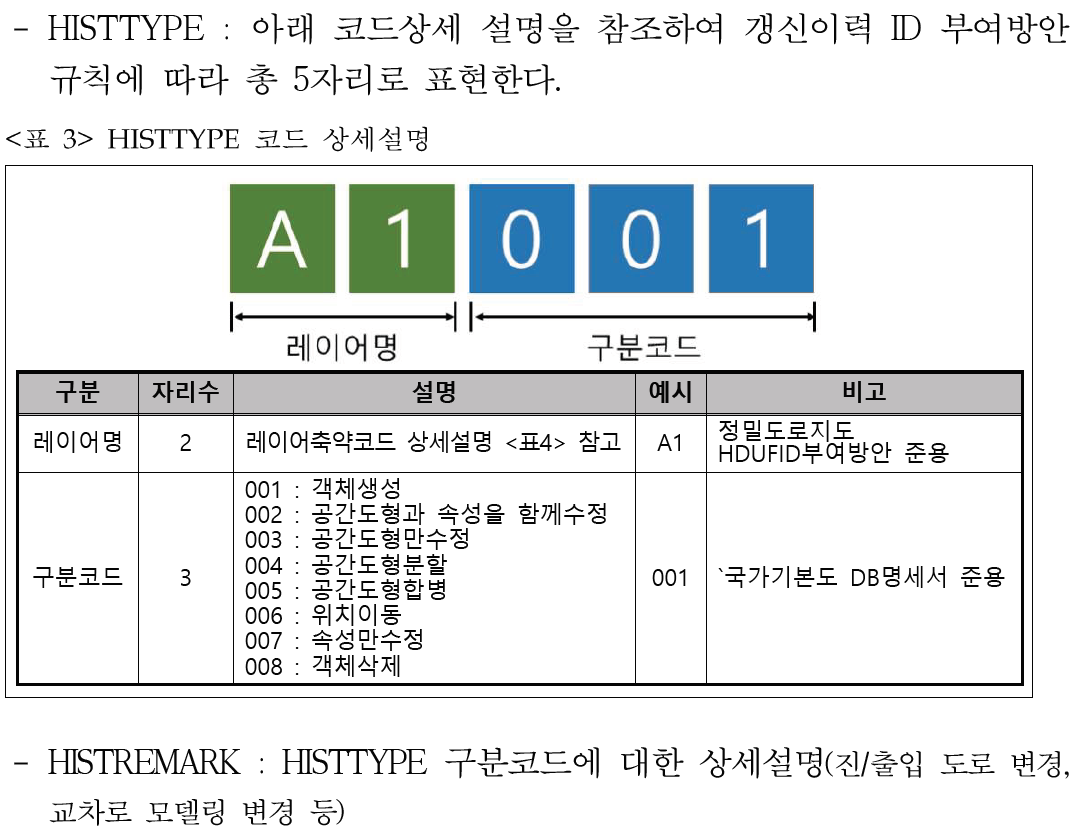 - HISTTYPE : 아래 코드상세 설명을 참조하여 갱신이력 ID 부여방안
규칙에 따라 총 5자리로 표현한다.
<표 3> HISTTYPE 코드 상세설명
A 1 0 0 1
레이어명 구분코드
구분 자리수 설명 예시 비고
레이어명 2 레이어축약코드 상세설명 <표4> 참고 A1 정밀도로지도
HDUFID부여방안 준용
001 : 객체생성
002 : 공간도형과 속성을 함께수정
003 : 공간도형만수정
004 : 공간도형분할
구분코드 3 005 : 공간도형합병 001 `국가기본도 DB명세서 준용
006 : 위치이동
007 : 속성만수정
008 : 객체삭제
- HISTREMARK : HISTTYPE 구분코드에 대한 상세설명(진/출입 도로 변경,
교차로 모델링 변경 등)